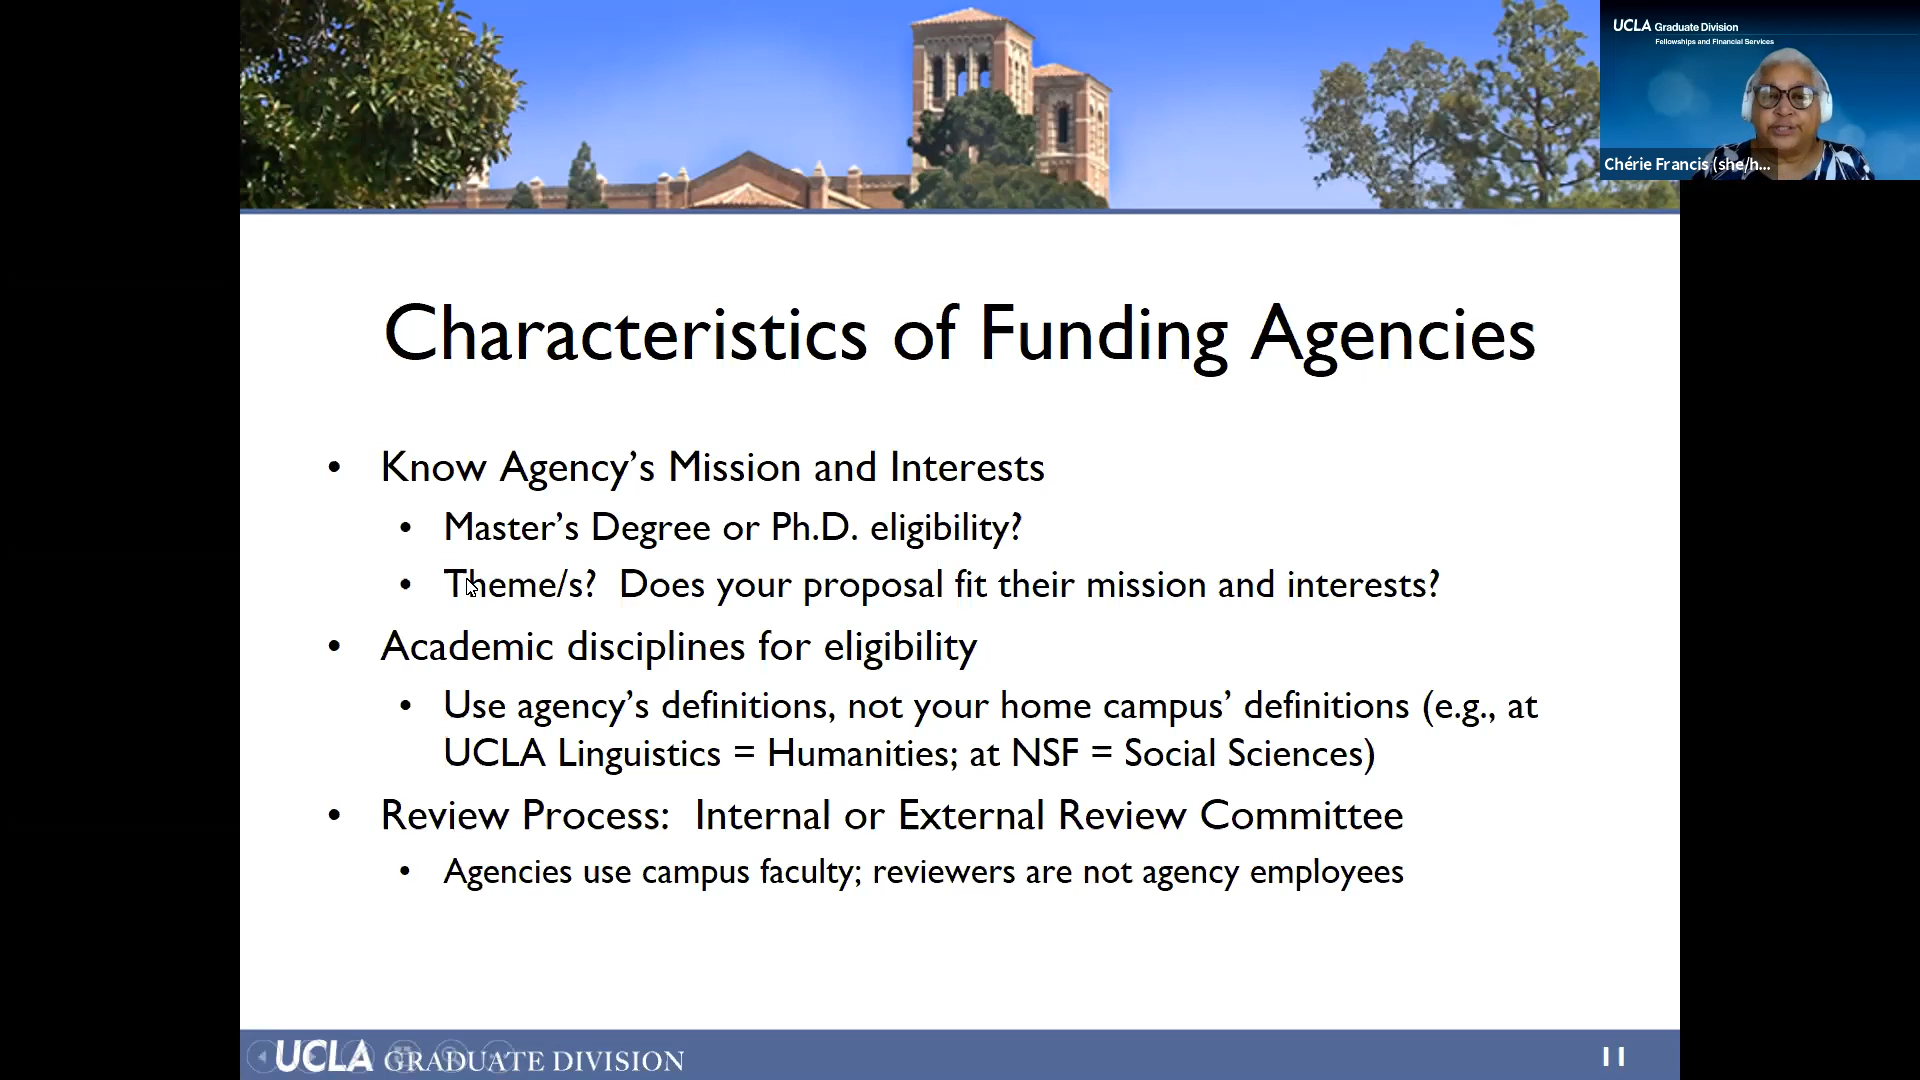 UCLA Graduate Division
Fellowships and Financial Services
Chérie Francis (she/h...
Characteristics of Funding Agencies
• Know Agency’s Mission and Interests
• Master’s Degree or Ph.D. eligibility?
• Theme/s?  Does your proposal fit their mission and interests?
• Academic disciplines for eligibility
• Use agency’s definitions, not your home campus’ definitions (e.g., at
UCLA Linguistics = Humanities; at NSF = Social Sciences)
• Review Process:  Internal or External Review Committee
• Agencies use campus faculty; reviewers are not agency employees
UCLA GRADUATE DIVISION
11